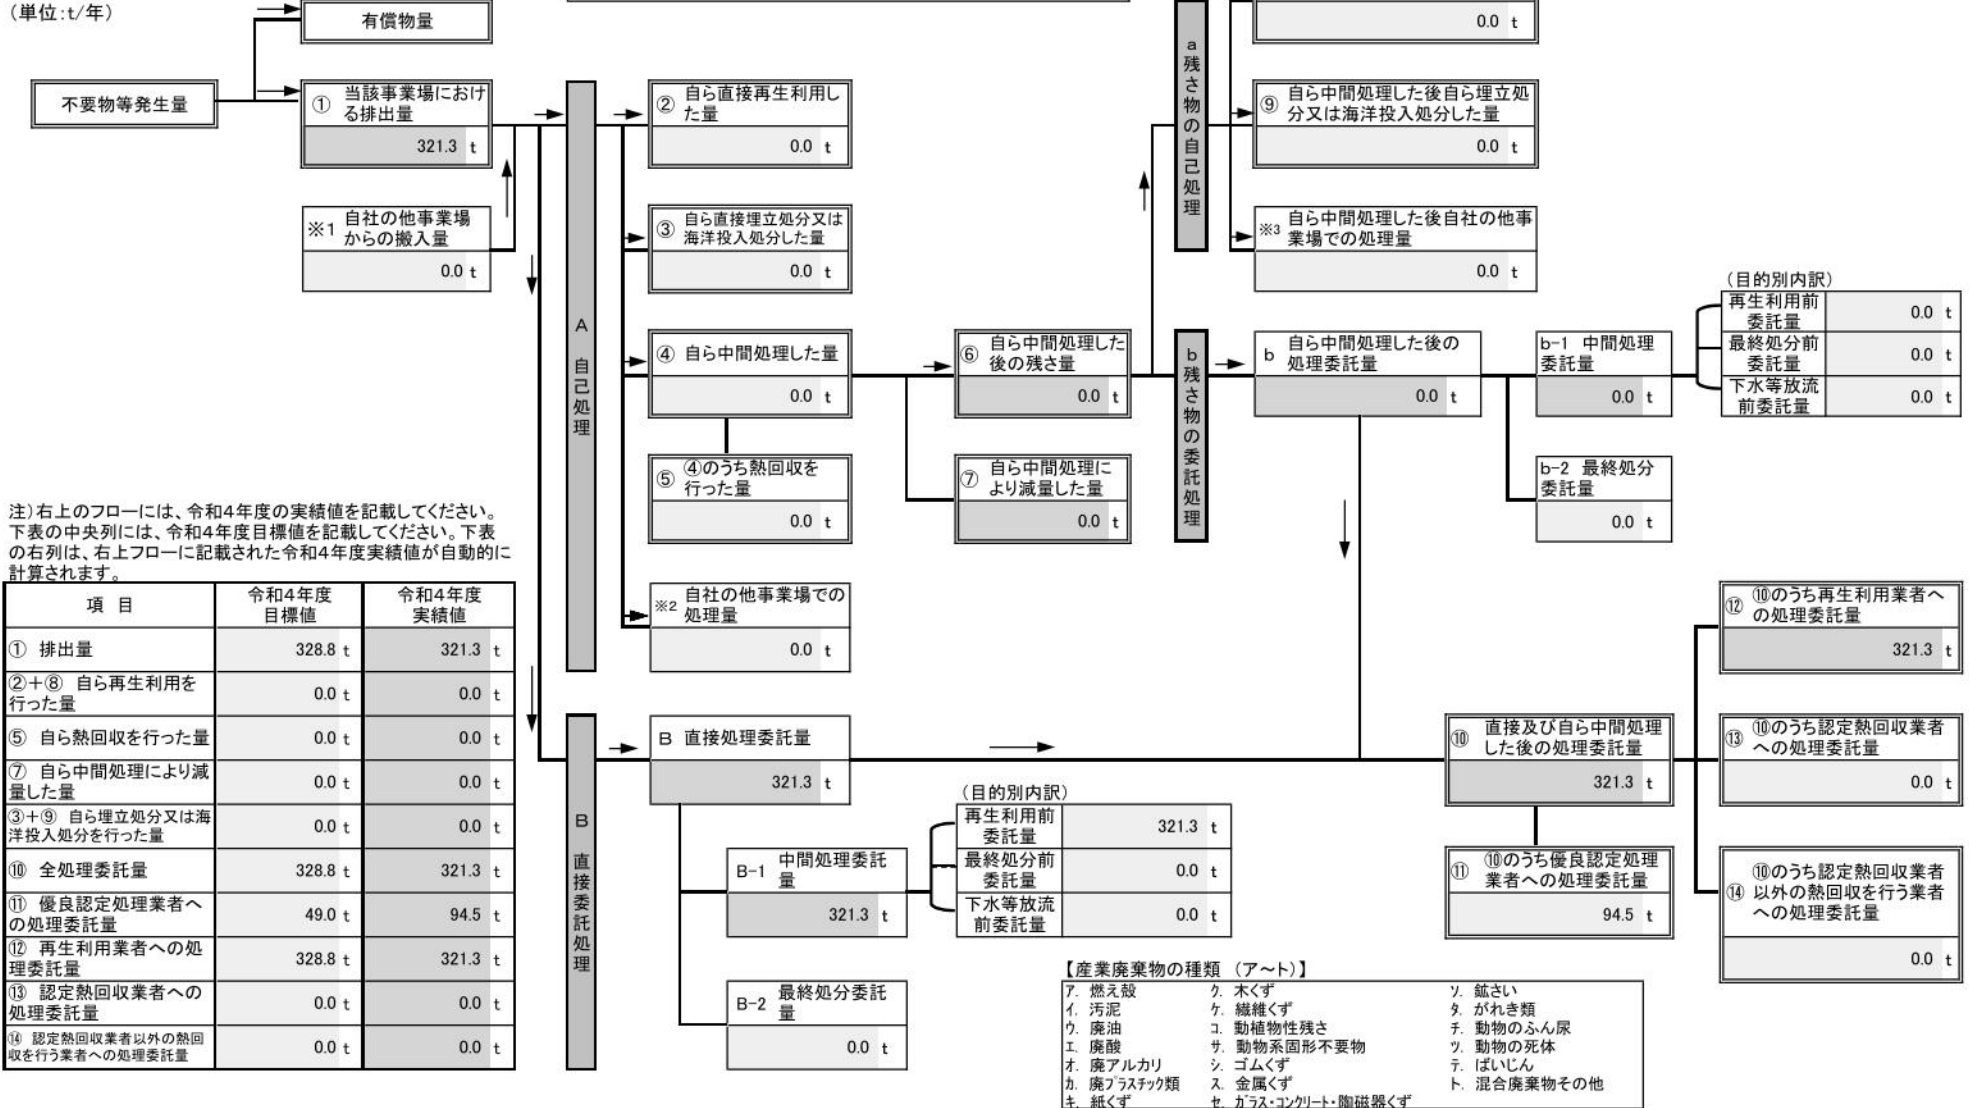 (単位:t/年)
有償物量
0.0 t
不要物等発生量
① 当該事業場におけ
る排出量
321.3 t
※1 自社の他事業場
からの搬入量
0.0 t
A 自己処理
② 自ら直接再生利用し
た量
0.0 t
③ 自ら直接埋立処分又は
海洋投入処分した量
0.0 t
④ 自ら中間処理した量
0.0 t
⑤ ④のうち熱回収を
行った量
0.0 t
※2 自社の他事業場での
処理量
0.0 t
⑥ 自ら中間処理した
後の残さ量
0.0 t
⑦ 自ら中間処理に
より減量した量
0.0 t
a 残さ物の自己処理
⑨ 自ら中間処理した後自ら埋立処
分又は海洋投入処分した量
0.0 t
※3 自ら中間処理した後自社の他事
業場での処理量
0.0 t
b 残さ物の委託処理
b 自ら中間処理した後の
処理委託量
0.0 t
b-1 中間処理
委託量
0.0 t
(目的別内訳)
再生利用前
委託量 0.0 t
最終処分前
委託量 0.0 t
下水等放流
前委託量 0.0 t
b-2 最終処分
委託量
0.0 t
注)右上のフローには、令和4年度の実績値を記載してください。
下表の中央列には、令和4年度目標値を記載してください。下表
の右列は、右上フローに記載された令和4年度実績値が自動的に
計算されます。
項 目 令和4年度 目標値 令和4年度 実績値
① 排出量 328.8 t 321.3 t
②+⑧ 自ら再生利用を
行った量 0.0 t 0.0 t
⑤ 自ら熱回収を行った量 0.0 t 0.0 t
⑦ 自ら中間処理により減
量した量 0.0 t 0.0 t
③+⑨ 自ら埋立処分又は海
洋投入処分を行った量 0.0 t 0.0 t
⑩ 全処理委託量 328.8 t 321.3 t
⑪ 優良認定処理業者へ
の処理委託量 49.0 t 94.5 t
⑫ 再生利用業者への処
理委託量 328.8 t 321.3 t
⑬ 認定熱回収業者への
処理委託量 0.0 t 0.0 t
⑭ 認定熱回収業者以外の熱回
収を行う業者への処理委託量 0.0 t 0.0 t
B 直接委託処理
B 直接処理委託量
321.3 t
B-1 中間処理委託
量
321.3 t
(目的別内訳)
再生利用前
委託量 321.3 t
最終処分前
委託量 0.0 t
下水等放流
前委託量 0.0 t
B-2 最終処分委託
量
0.0 t
⑩ 直接及び自ら中間処理
した後の処理委託量
321.3 t
⑪ ⑩のうち優良認定処理
業者への処理委託量
94.5 t
⑫ ⑩のうち再生利用業者へ
の処理委託量
321.3 t
⑬ ⑩のうち認定熱回収業者
への処理委託量
0.0 t
⑭ ⑩のうち認定熱回収業者
以外の熱回収を行う業者
への処理委託量
0.0 t
【産業廃棄物の種類 (ア~ト)】
ア. 燃え殻 ク. 木くず ソ. 鉱さい
イ. 汚泥 ケ. 繊維くず タ. がれき類
ウ. 廃油 コ. 動植物性残さ チ. 動物のふん尿
エ. 廃酸 サ. 動物系固形不要物 ツ. 動物の死体
オ. 廃アルカリ シ. ゴムくず テ. ばいじん
カ. 廃プラスチック類 ス. 金属くず ト. 混合廃棄物その他
キ. 紙くず セ. ガラス・コンクリート・陶磁器くず